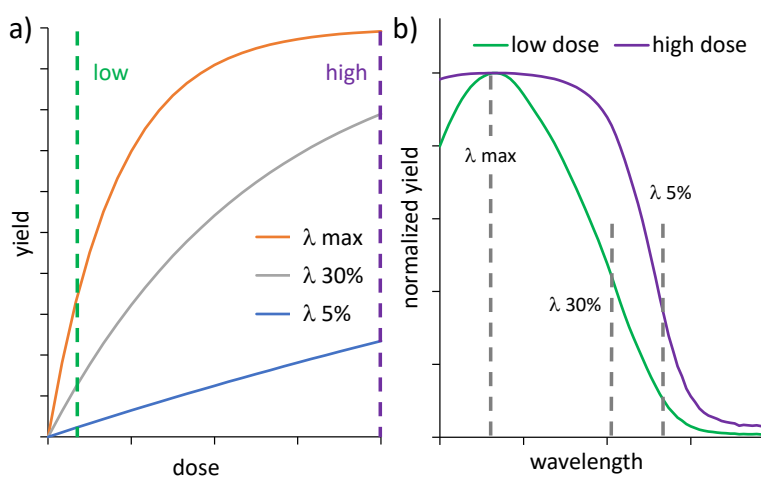 a)
low
high
yield
λ max
λ 30%
λ 5%
dose
b)
low dose
high dose
normalized yield
λ max
λ 5%
λ 30%
wavelength